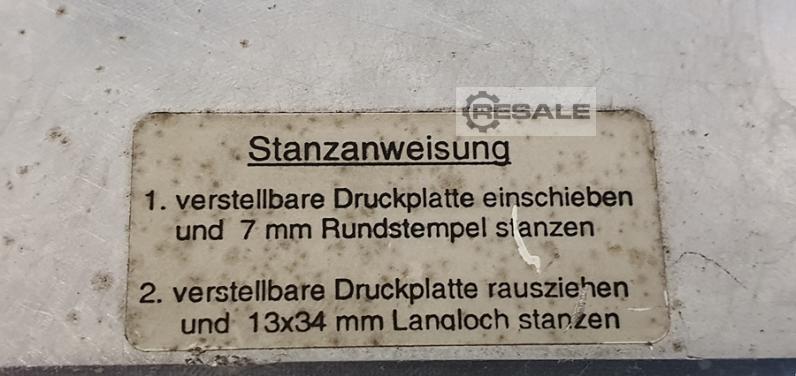 RESALE
Stanzanweisung
1. verstellbare Druckplatte einschieben
und 7 mm Rundstempel stanzen
2. verstellbare Druckplatte rausziehen
und 13x34 mm Langloch stanzen